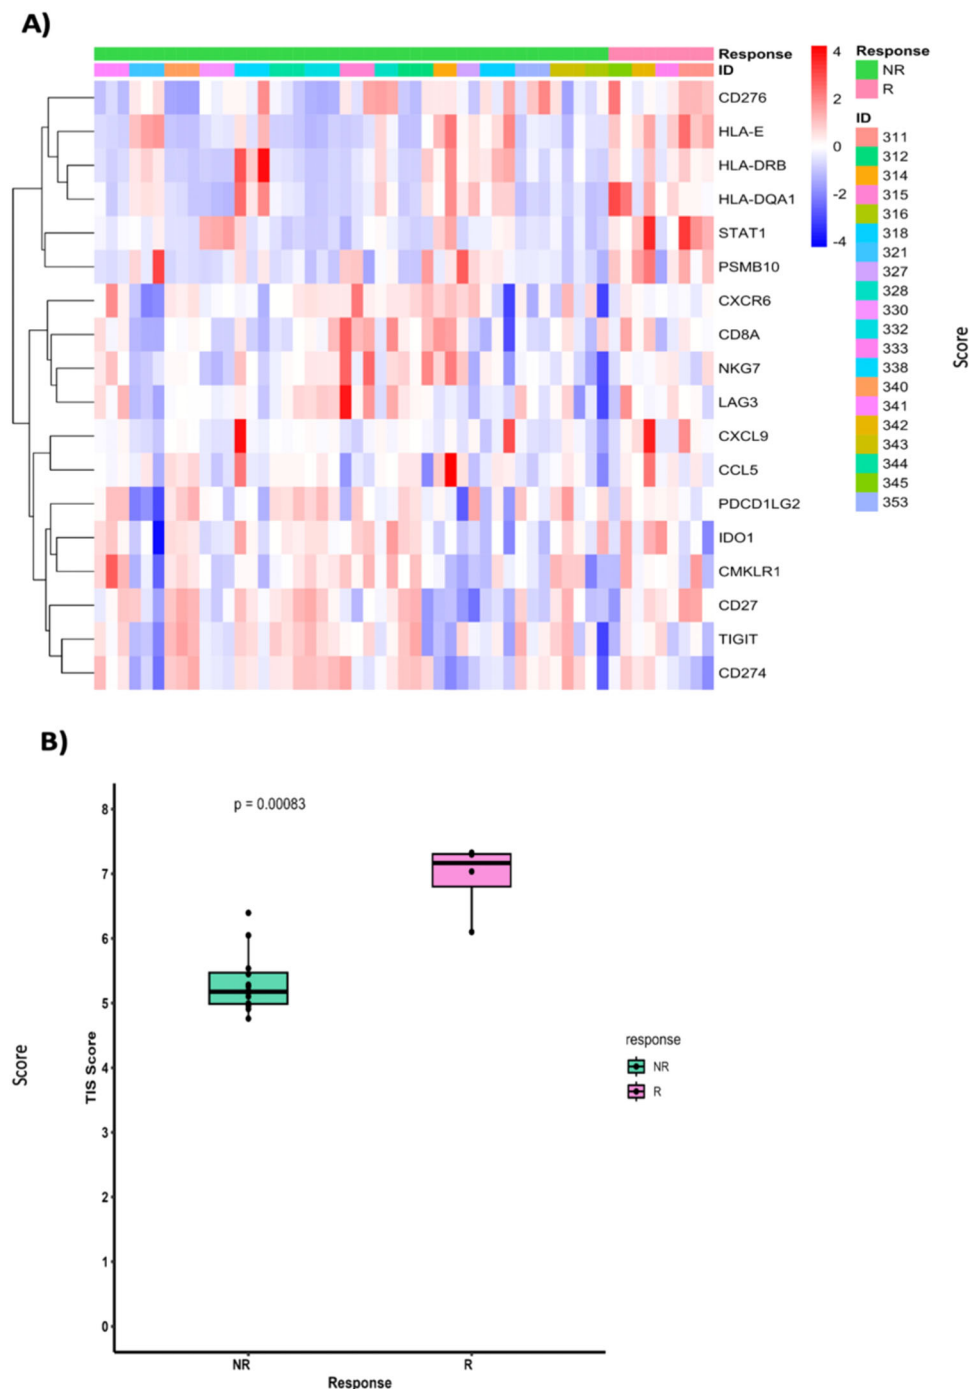 A)
Response
ID
CD276
HLA-E
HLA-DRB
HLA-DQA1
STAT1
PSMB10
CXCR6
CD8A
NKG7
LAG3
CXCL9
CCL5
PDCD1LG2
IDO1
CMKLR1
CD27
TIGIT
CD274
4
2
0
-2
-4
Response
NR
R
ID
311
312
314
315
316
318
321
327
328
330
332
333
338
340
341
342
343
344
345
353
Score
B)
p = 0.00083
8
7
6
5
4
3
2
1
0
Score
TIS Score
NR
R
Response
response
NR
R